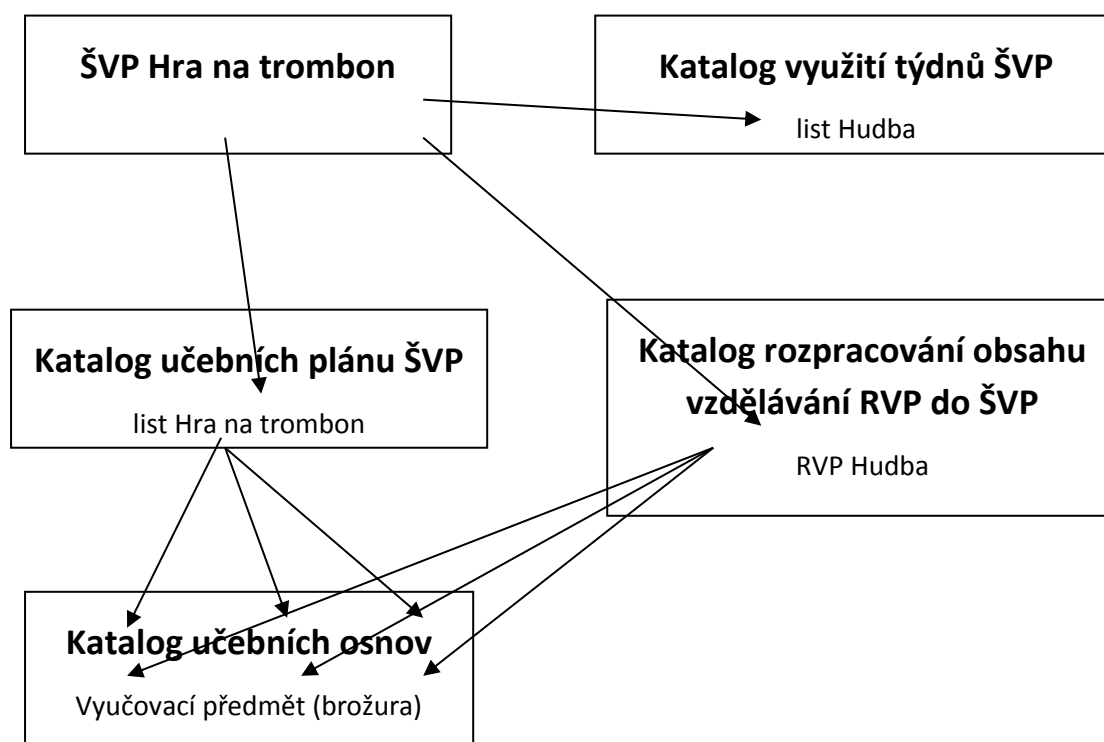 ŠVP Hra na trombon
Katalog využití týdnů ŠVP
list Hudba
Katalog učebních plánu ŠVP
list Hra na trombon
Katalog rozpracování obsahu
vzdělávání RVP do ŠVP
RVP Hudba
Katalog učebních osnov
Vyučovací předmět (brožura)